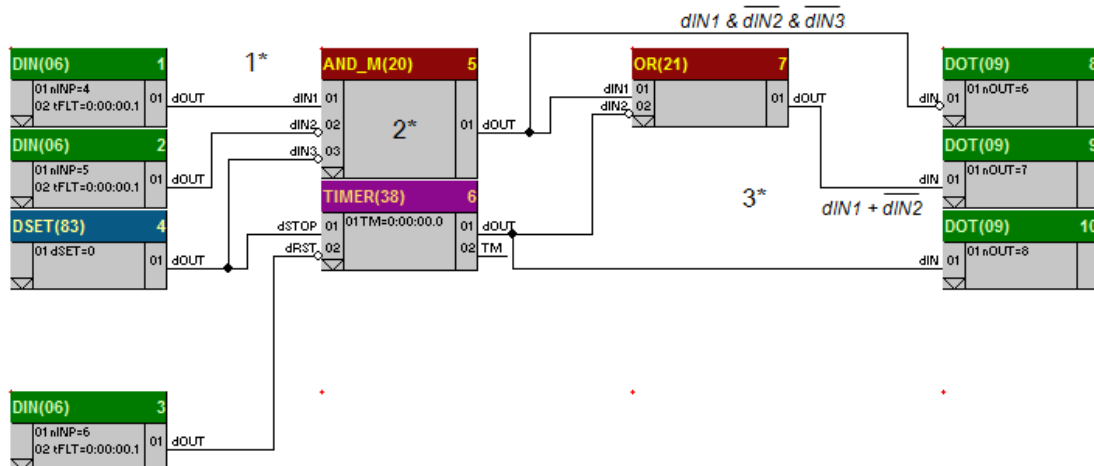 dIN1 & dIN2 & dIN3
DIN(06) 1
01 nINP=4
02 tFLT=0:00:00.1
01 dOUT
1*
AND_M(20) 5
dIN1 01
dIN2 02
dIN3 03
2*
01 dOUT
OR(21) 7
dIN1 01
dIN2 02
01 dOUT
DOT(09) 8
dIN 01
01 nOUT=6
DIN(06) 2
01 nINP=5
02 tFLT=0:00:00.1
01 dOUT
TIMER(38) 6
dSTOP 01
dRST 02
01 TM=0:00:00.0
01 dOUT
02 TM
3*
dIN1 + dIN2
DOT(09) 9
dIN 01
01 nOUT=7
DSET(83) 4
01 dSET=0
01 dOUT
DOT(09) 10
dIN 01
01 nOUT=8
DIN(06) 3
01 nINP=6
02 tFLT=0:00:00.1
01 dOUT